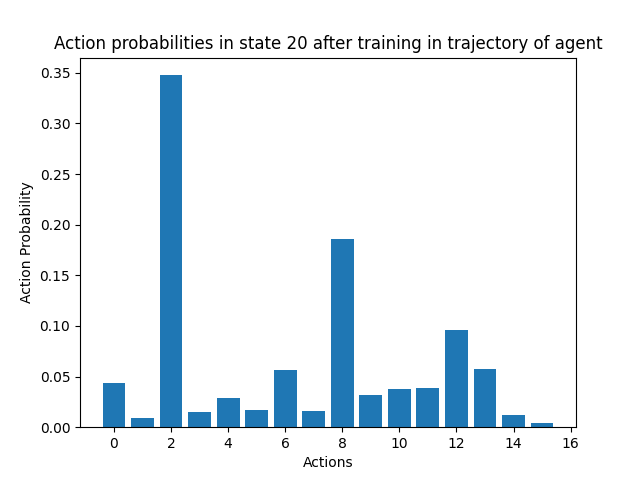 Action probabilities in state 20 after training in trajectory of agent
0.35
0.30
0.25
0.20
0.15
0.10
0.05
0.00
Action Probability
0 2 4 6 8 10 12 14 16
Actions